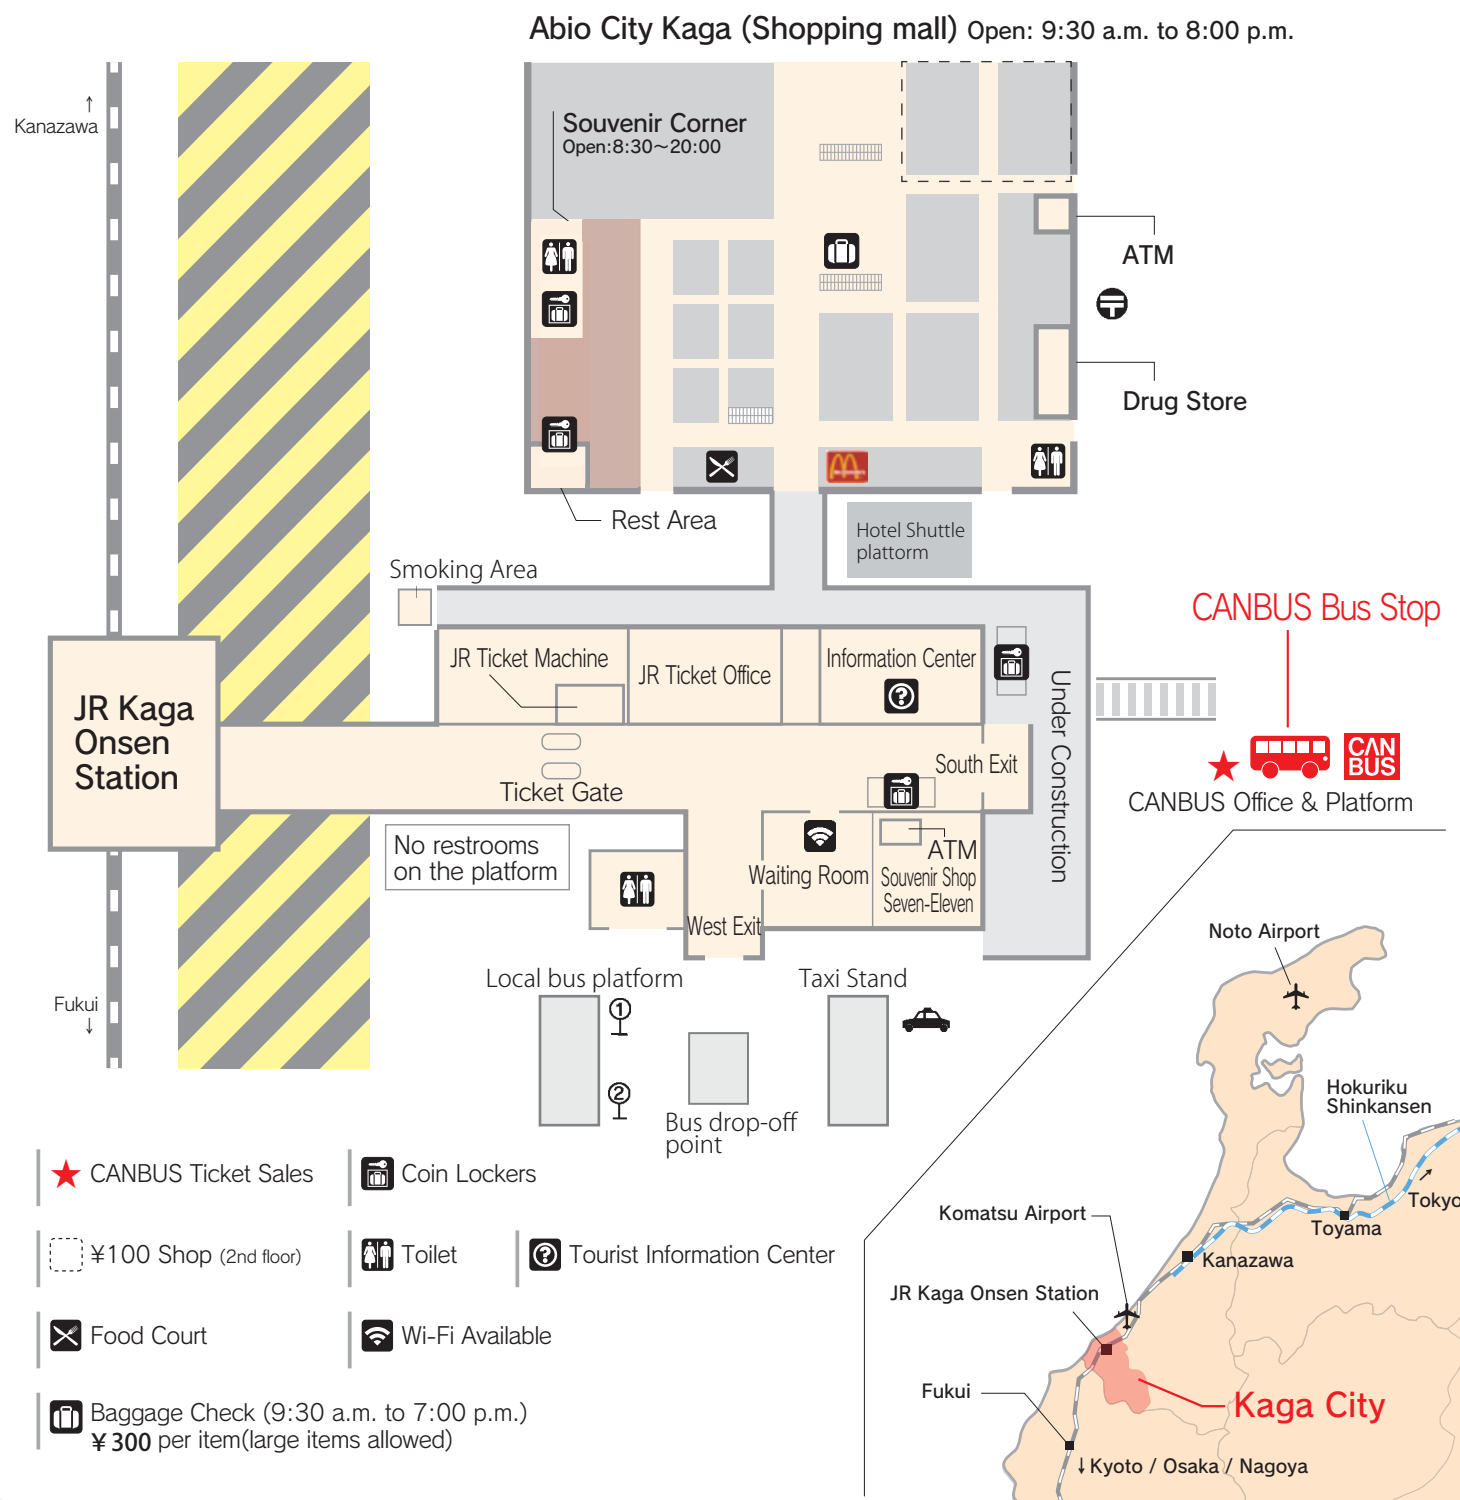 Abio City Kaga (Shopping mall) Open: 9:30 a.m. to 8:00 p.m.
↑
Kanazawa
Souvenir Corner
Open:8:30～20:00
ATM
Drug Store
Rest Area
Hotel Shuttle
plattorm
Smoking Area
CANBUS Bus Stop
JR Ticket Machine
JR Ticket Office
Information Center
Under Construction
JR Kaga
Onsen
Station
South Exit
Ticket Gate
CAN
BUS
CANBUS Office & Platform
No restrooms
on the platform
ATM
Waiting Room
Souvenir Shop
Seven-Eleven
West Exit
Local bus platform
Taxi Stand
①
②
Bus drop-off
point
Fukui
↓
Noto Airport
Hokuriku
Shinkansen
Tokyo
Toyama
Komatsu Airport
Kanazawa
JR Kaga Onsen Station
Fukui
Kaga City
↓Kyoto / Osaka / Nagoya
★ CANBUS Ticket Sales
Coin Lockers
¥100 Shop (2nd floor)
Toilet
Tourist Information Center
Food Court
Wi-Fi Available
Baggage Check (9:30 a.m. to 7:00 p.m.)
¥300 per item(large items allowed)